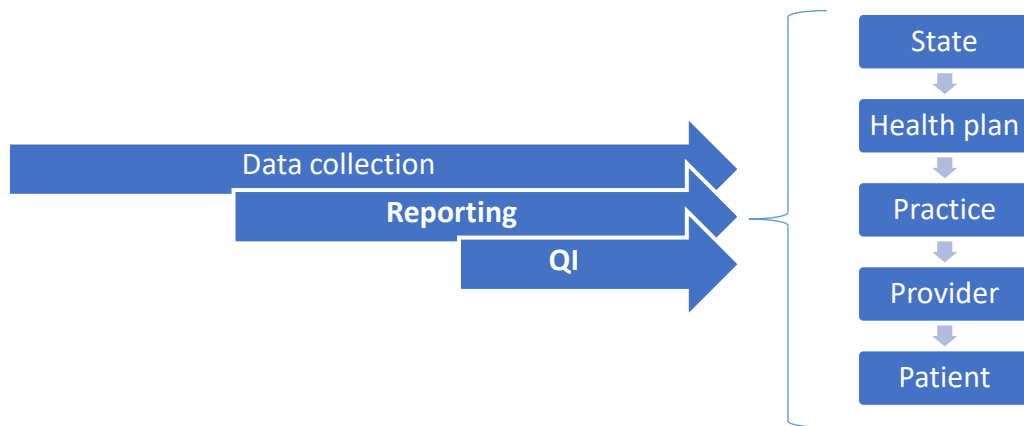 Data collection
Reporting
QI
State
Health plan
Practice
Provider
Patient